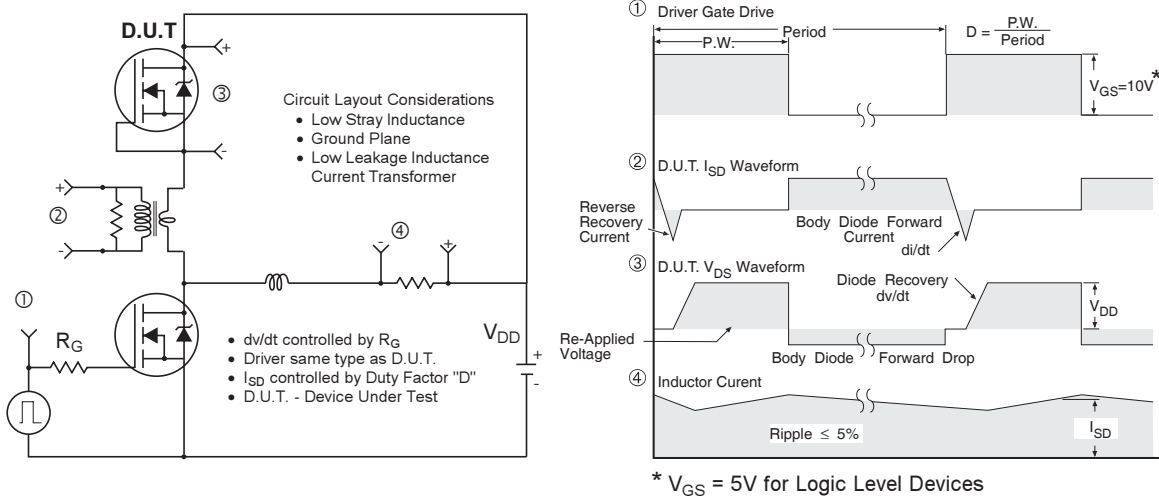 D.U.T
+
③
-
Circuit Layout Considerations
• Low Stray Inductance
• Ground Plane
• Low Leakage Inductance
Current Transformer
+
②
-
④
-
+
①
R_G
V_DD
+
-
• dv/dt controlled by R_G
• Driver same type as D.U.T.
• I_SD controlled by Duty Factor "D"
• D.U.T. - Device Under Test
① Driver Gate Drive
Period
P.W.
D = P.W.
Period
V_GS=10V*
② D.U.T. I_SD Waveform
Reverse
Recovery
Current
Body Diode Forward
Current
di/dt
③ D.U.T. V_DS Waveform
Diode Recovery
dv/dt
V_DD
Re-Applied
Voltage
Body Diode Forward Drop
④ Inductor Curent
Ripple ≤ 5%
I_SD
* V_GS = 5V for Logic Level Devices